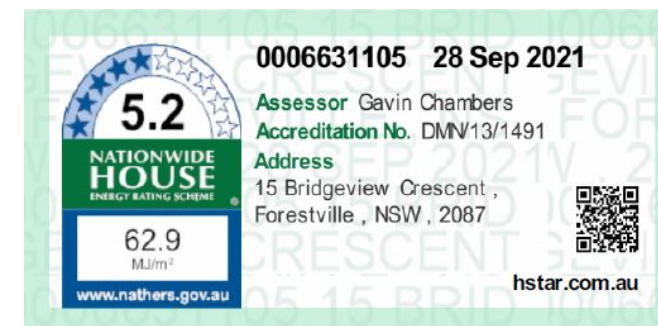 0006631105 28 Sep 2021
5.2
NATIONWIDE
HOUSE
ENERGY RATING SCHEME
62.9
MJ/m²
www.nathers.gov.au
Assessor Gavin Chambers
Accreditation No. DMN/13/1491
Address
15 Bridgeview Crescent ,
Forestville , NSW , 2087
hstar.com.au